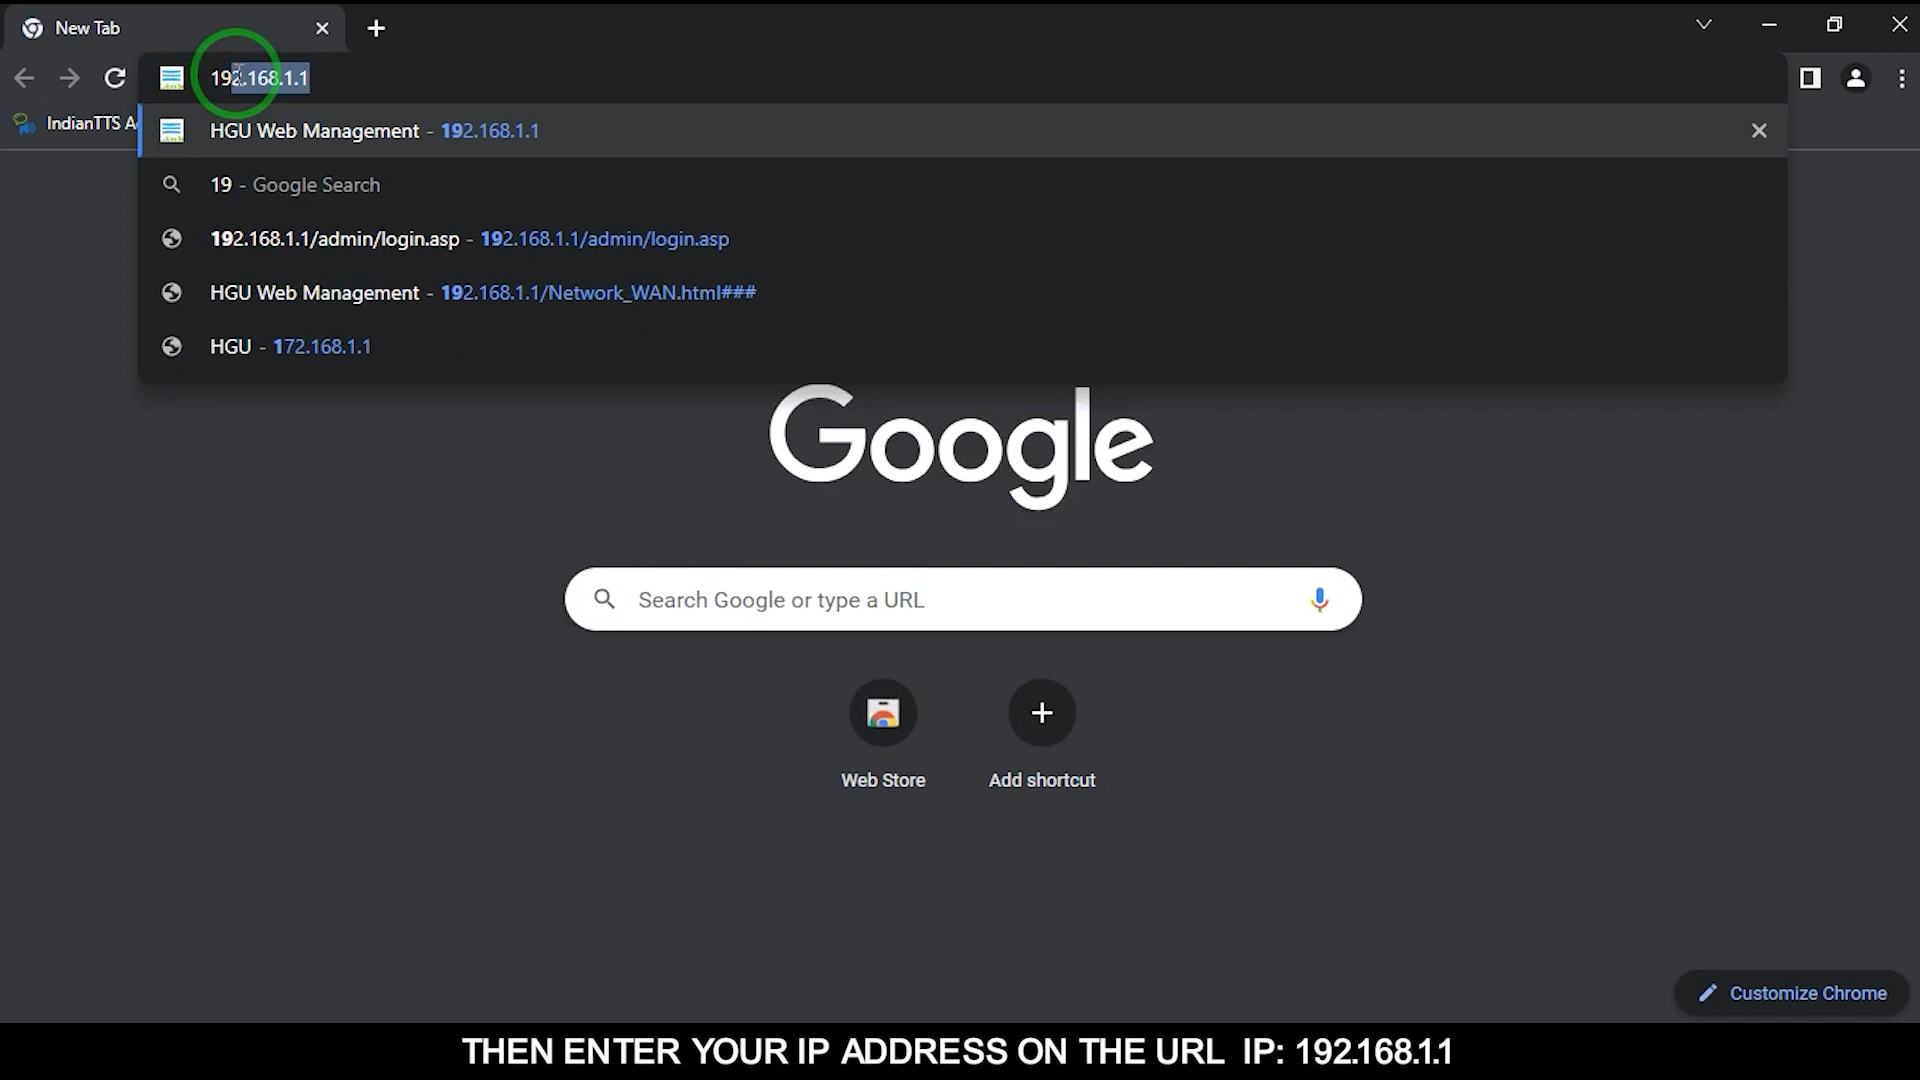 New Tab
192.168.1.1
IndianTTS A
HGU Web Management - 192.168.1.1
19 - Google Search
192.168.1.1/admin/login.asp - 192.168.1.1/admin/login.asp
HGU Web Management - 192.168.1.1/Network_WAN.html###
HGU - 172.168.1.1
Google
Search Google or type a URL
Web Store
Add shortcut
Customize Chrome
THEN ENTER YOUR IP ADDRESS ON THE URL IP: 192.168.1.1